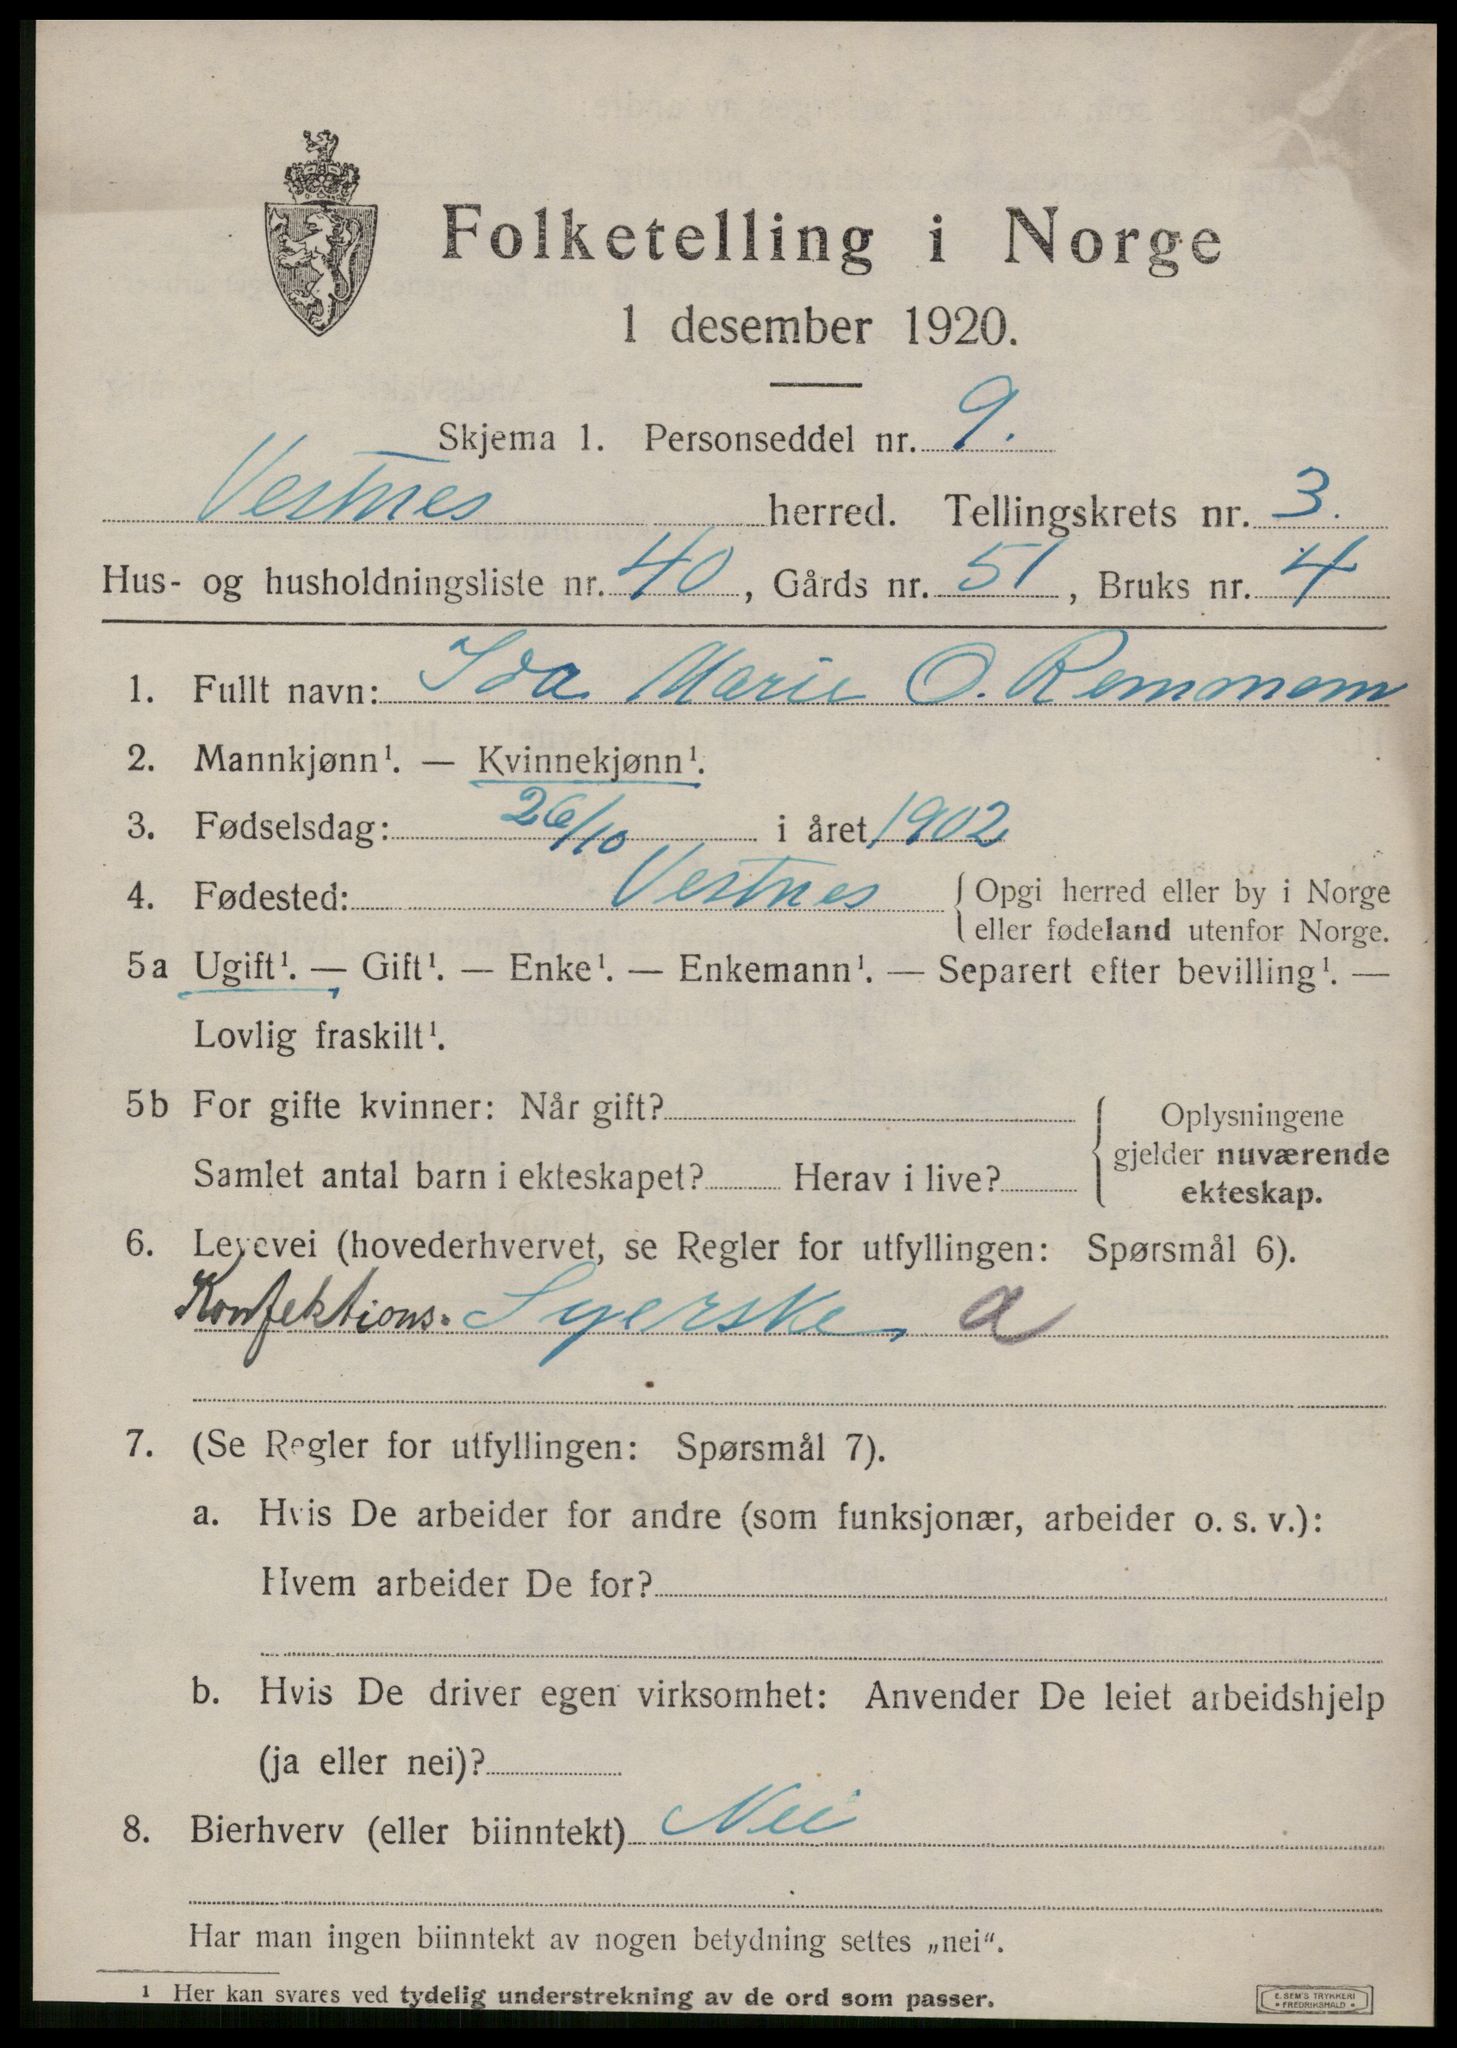 Folketelling i Norge
1 desember 1920.
Skjema 1. Personseddel nr. 9.
Vestnes herred. Tellingskrets nr. 3.
Hus- og husholdningsliste nr. 40, Gårds nr. 51, Bruks nr. 4
1. Fullt navn: Ida Marie O. Remmem
2. Mannkjønn¹. — Kvinnekjønn¹.
3. Fødselsdag: 26/10 i året 1902
4. Fødested: Vestnes { Opgi herred eller by i Norge
eller fødeland utenfor Norge.
5a Ugift¹. — Gift¹. — Enke¹. — Enkemann¹. — Separert efter bevilling¹. —
Lovlig fraskilt¹.
5b For gifte kvinner: Når gift?
Samlet antal barn i ekteskapet? Herav i live?
{ Oplysningene
gjelder nuværende
ekteskap.
6. Levevei (hovederhvervet, se Regler for utfyllingen: Spørsmål 6).
Konfektions. Syerske, a
7. (Se Regler for utfyllingen: Spørsmål 7).
a. Hvis De arbeider for andre (som funksjonær, arbeider o. s. v.):
Hvem arbeider De for?
b. Hvis De driver egen virksomhet: Anvender De leiet arbeidshjelp
(ja eller nei)?
8. Bierhverv (eller biinntekt) Nei
Har man ingen biinntekt av nogen betydning settes „nei“.
¹ Her kan svares ved tydelig understrekning av de ord som passer.
E. SEM'S TRYKKERI
• FREDRIKSHALD •